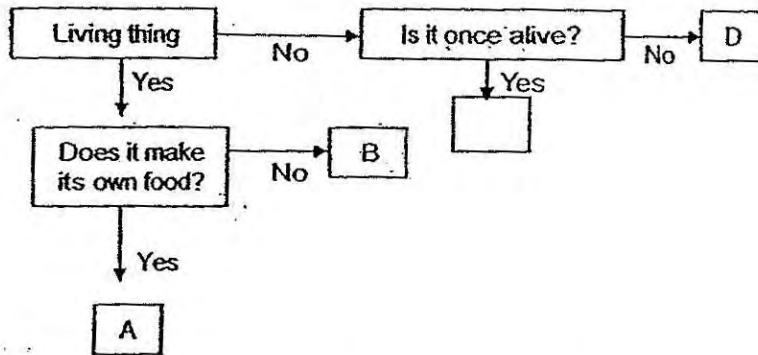 Living thing
No
Is it once alive?
No
D
Yes
Yes
Does it make
its own food?
No
B
Yes
A